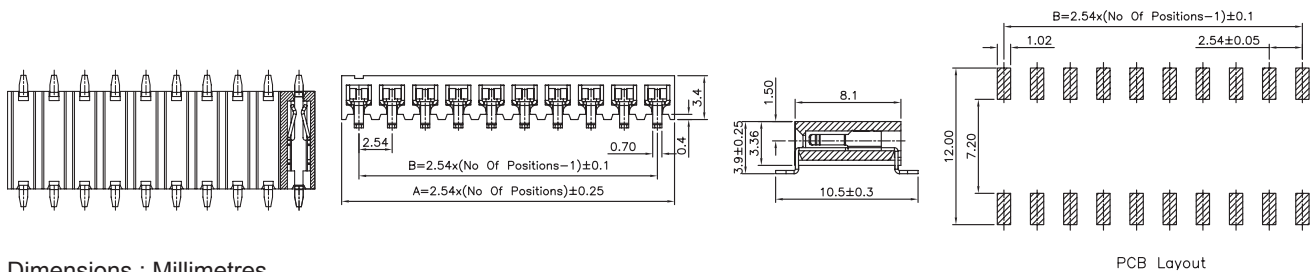 B=2.54x(No Of Positions-1)±0.1
1.02
2.54±0.05
12.00
7.20
PCB Layout
3.4
0.4
2.54
0.70
B=2.54x(No Of Positions-1)±0.1
A=2.54x(No Of Positions)±0.25
1.50
8.1
3.9±0.25
3.36
10.5±0.3
Dimensions : Millimetres